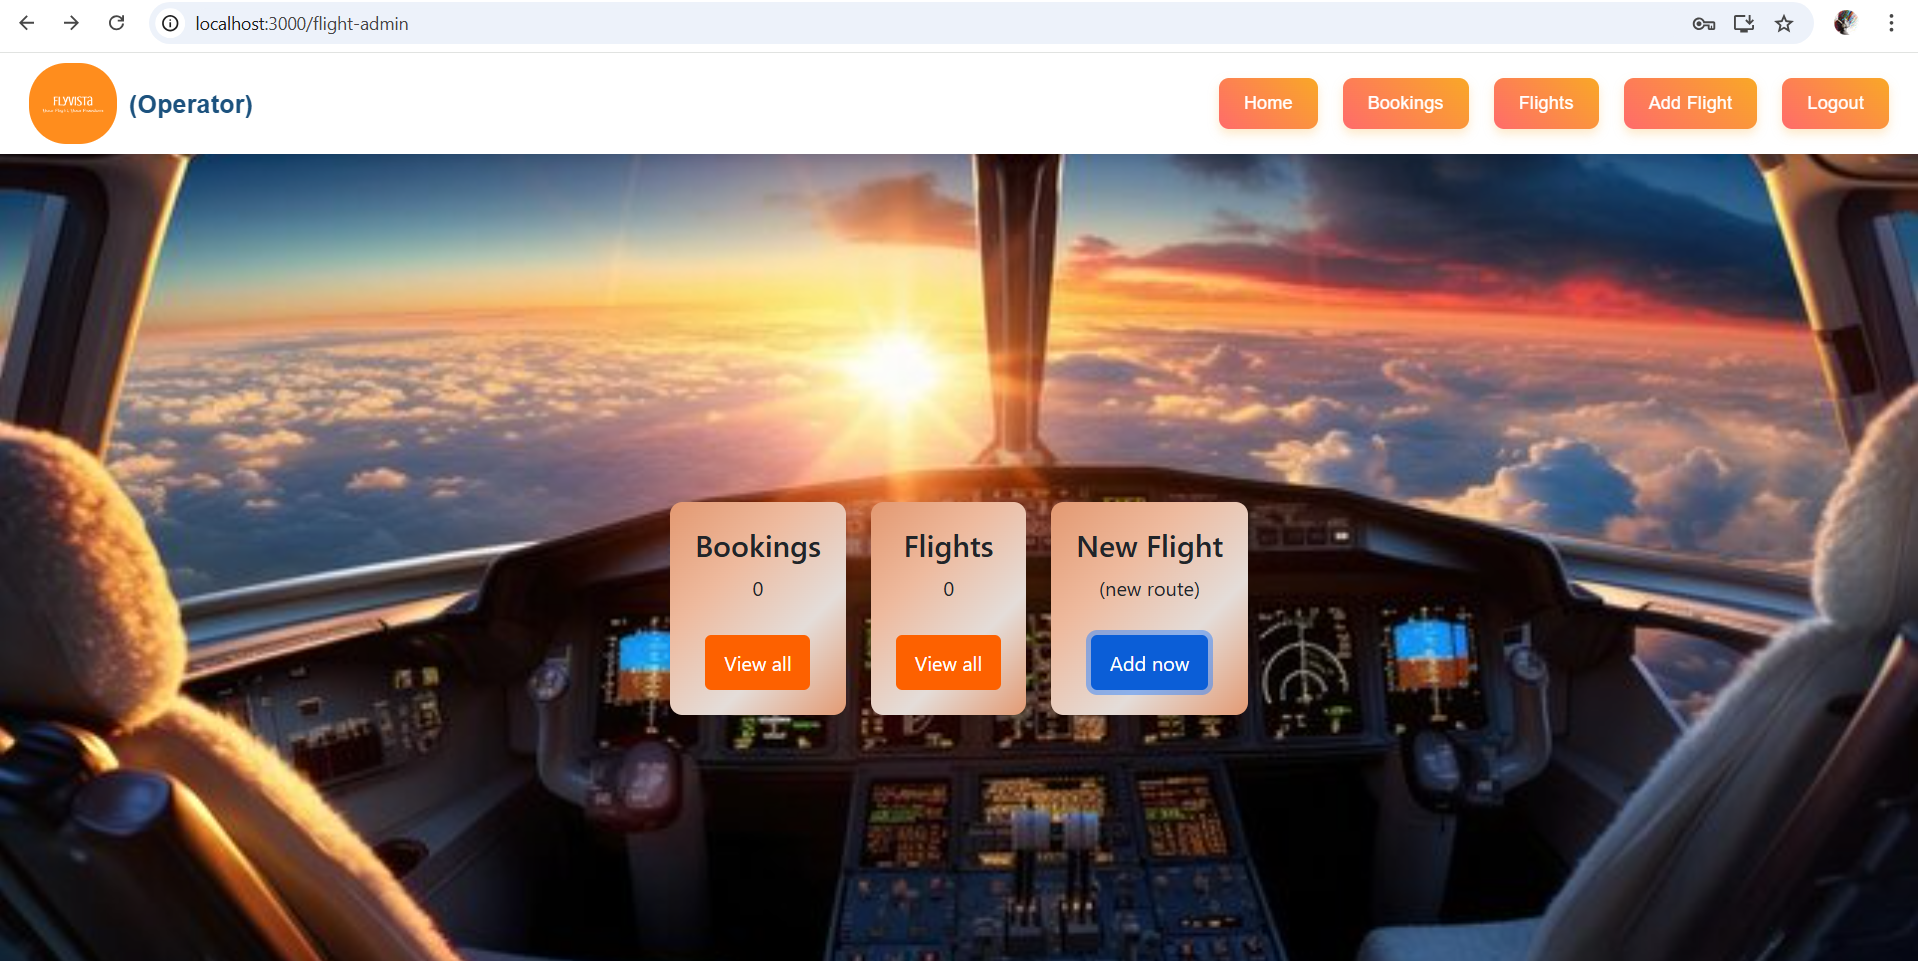 localhost:3000/flight-admin
FLYVISTA
(Operator)
Home
Bookings
Flights
Add Flight
Logout
Bookings
0
View all
Flights
0
View all
New Flight
(new route)
Add now